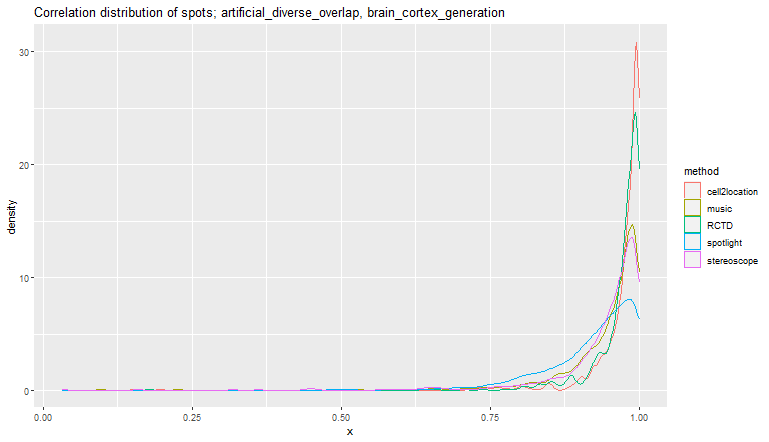 Correlation distribution of spots; artificial_diverse_overlap, brain_cortex_generation
30
20
10
0
density
0.00
0.25
0.50
0.75
1.00
x
method
cell2location
music
RCTD
spotlight
stereoscope